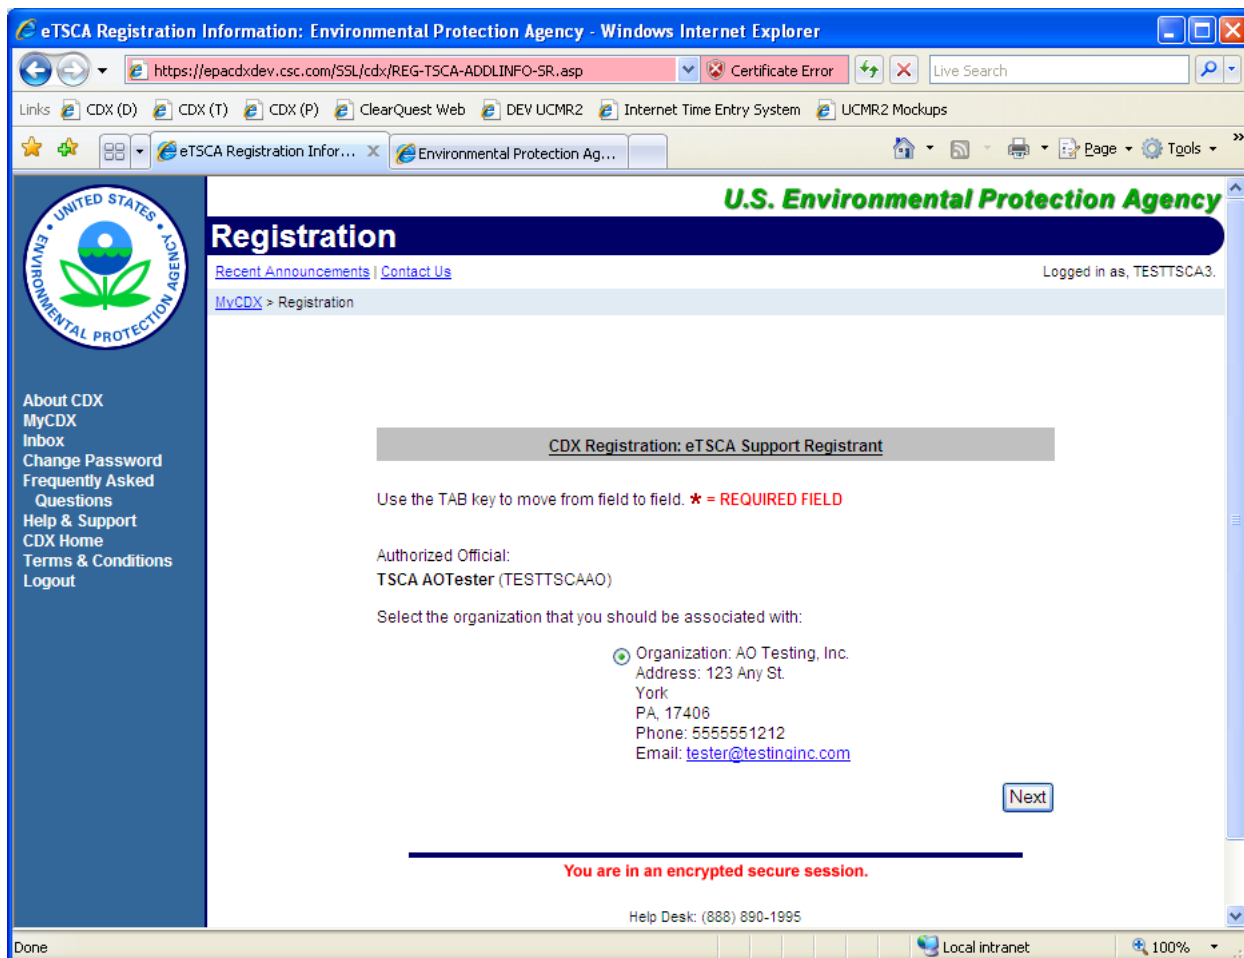 eTSCA Registration Information: Environmental Protection Agency - Windows Internet Explorer
https://epacdxdev.csc.com/SSL/cdx/REG-TSCA-ADDLINFO-SR.asp Certificate Error Live Search
Links CDX (D) CDX (T) CDX (P) ClearQuest Web DEV UCMR2 Internet Time Entry System UCMR2 Mockups
eTSCA Registration Infor... Environmental Protection Ag... Page Tools
UNITED STATES
ENVIRONMENTAL PROTECTION AGENCY
U.S. Environmental Protection Agency
Registration
Recent Announcements | Contact Us Logged in as, TESTTSCA3.
MyCDX > Registration
About CDX
MyCDX
Inbox
Change Password
Frequently Asked
Questions
Help & Support
CDX Home
Terms & Conditions
Logout
CDX Registration: eTSCA Support Registrant
Use the TAB key to move from field to field. * = REQUIRED FIELD
Authorized Official:
TSCA AOTester (TESTTSCAAO)
Select the organization that you should be associated with:
Organization: AO Testing, Inc.
Address: 123 Any St.
York
PA, 17406
Phone: 5555551212
Email: tester@testinginc.com
Next
You are in an encrypted secure session.
Help Desk: (888) 890-1995
Done Local intranet 100%